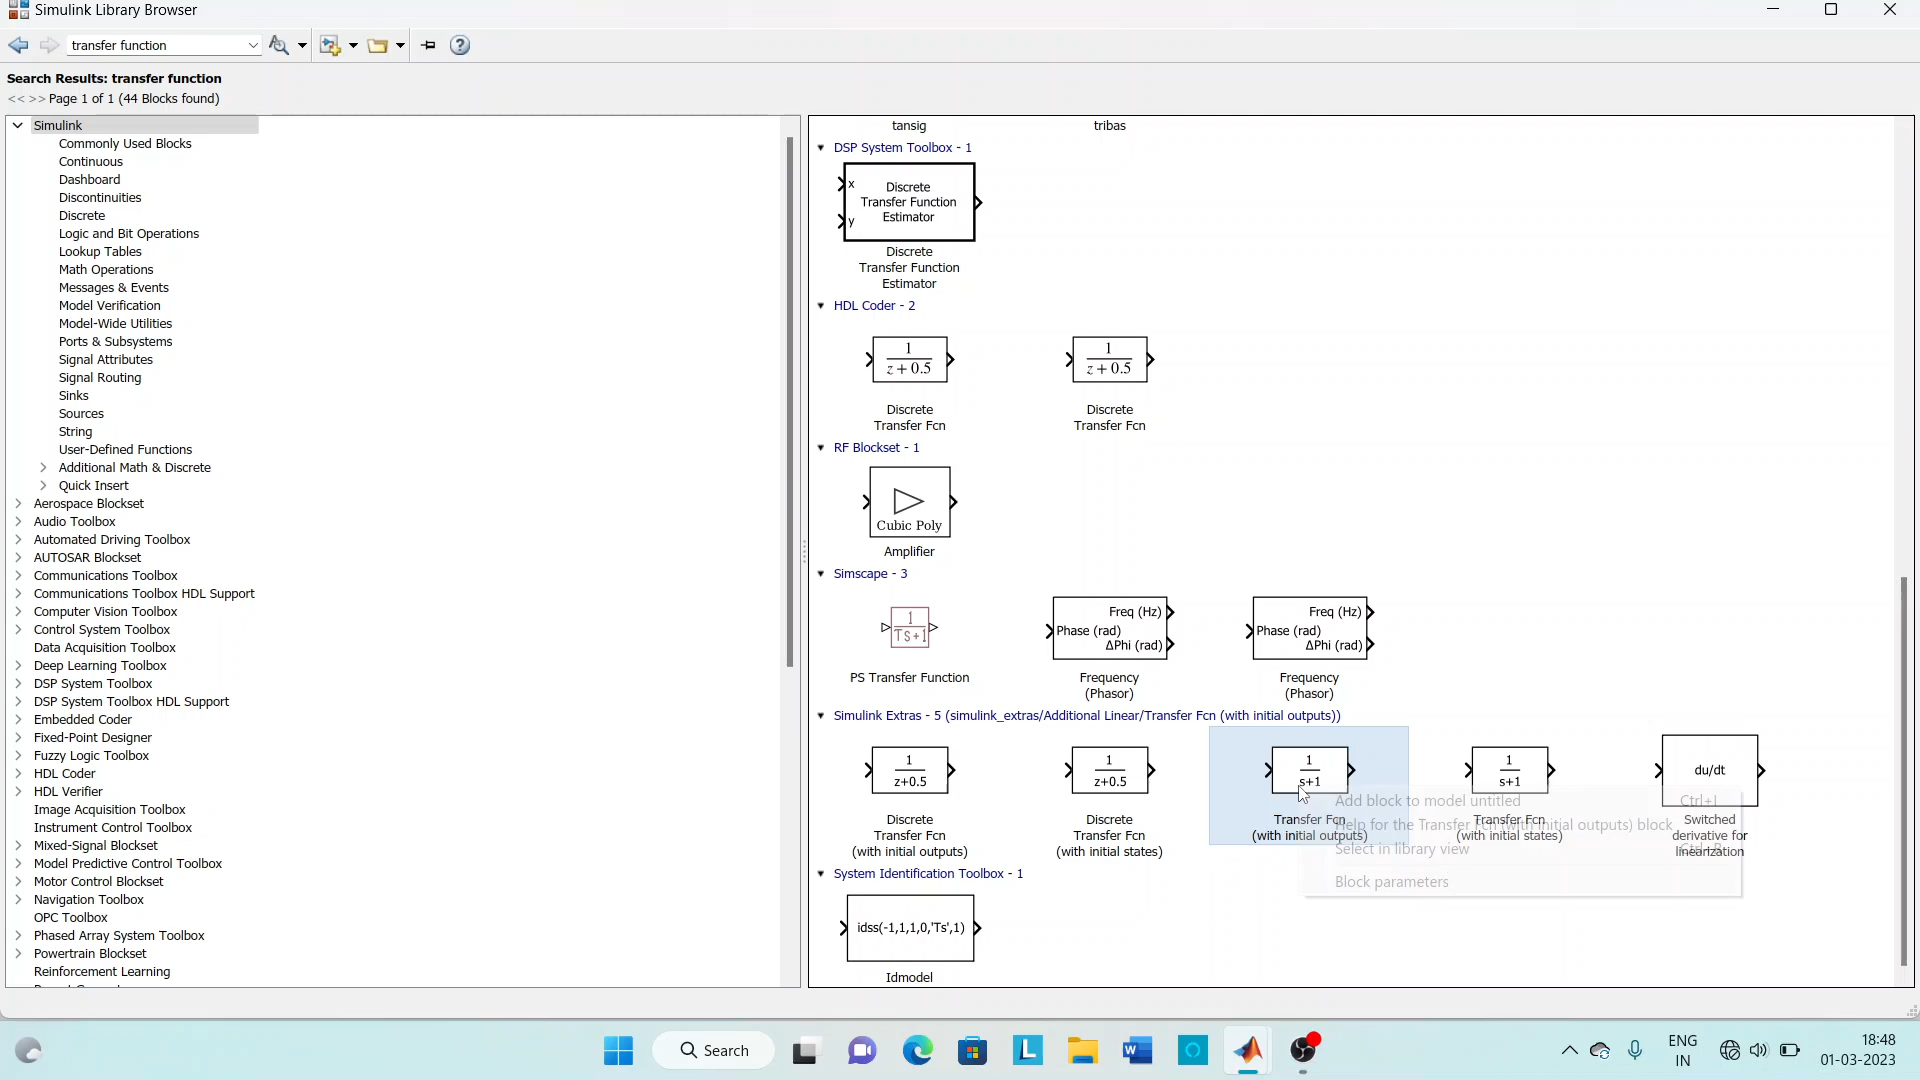 Simulink Library Browser
transfer function
Search Results: transfer function
<< >> Page 1 of 1 (44 Blocks found)
Simulink
Commonly Used Blocks
Continuous
Dashboard
Discontinuities
Discrete
Logic and Bit Operations
Lookup Tables
Math Operations
Messages & Events
Model Verification
Model-Wide Utilities
Ports & Subsystems
Signal Attributes
Signal Routing
Sinks
Sources
String
User-Defined Functions
Additional Math & Discrete
Quick Insert
Aerospace Blockset
Audio Toolbox
Automated Driving Toolbox
AUTOSAR Blockset
Communications Toolbox
Communications Toolbox HDL Support
Computer Vision Toolbox
Control System Toolbox
Data Acquisition Toolbox
Deep Learning Toolbox
DSP System Toolbox
DSP System Toolbox HDL Support
Embedded Coder
Fixed-Point Designer
Fuzzy Logic Toolbox
HDL Coder
HDL Verifier
Image Acquisition Toolbox
Instrument Control Toolbox
Mixed-Signal Blockset
Model Predictive Control Toolbox
Motor Control Blockset
Navigation Toolbox
OPC Toolbox
Phased Array System Toolbox
Powertrain Blockset
Reinforcement Learning
tansig tribas
DSP System Toolbox - 1
x
y
Discrete
Transfer Function
Estimator
Discrete
Transfer Function
Estimator
HDL Coder - 2
1 1
z + 0.5 z + 0.5
Discrete Discrete
Transfer Fcn Transfer Fcn
RF Blockset - 1
Cubic Poly
Amplifier
Simscape - 3
1
TS+1
Freq (Hz) Freq (Hz)
Phase (rad) Phase (rad)
ΔPhi (rad) ΔPhi (rad)
PS Transfer Function Frequency Frequency
(Phasor) (Phasor)
Simulink Extras - 5 (simulink_extras/Additional Linear/Transfer Fcn (with initial outputs))
1 1 1 1
z+0.5 z+0.5 s+1 s+1 du/dt
Add block to model untitled Ctrl+I
Discrete Discrete Transfer Fcn Transfer Fcn Switched
Help for the Transfer Fcn (with initial outputs) block
Transfer Fcn Transfer Fcn (with initial outputs) (with initial states) derivative for
(with initial outputs) (with initial states) linearization
Select in library view Ctrl+R
Block parameters
System Identification Toolbox - 1
idss(-1,1,1,0,'Ts',1)
Idmodel
Search
ENG
IN
18:48
01-03-2023